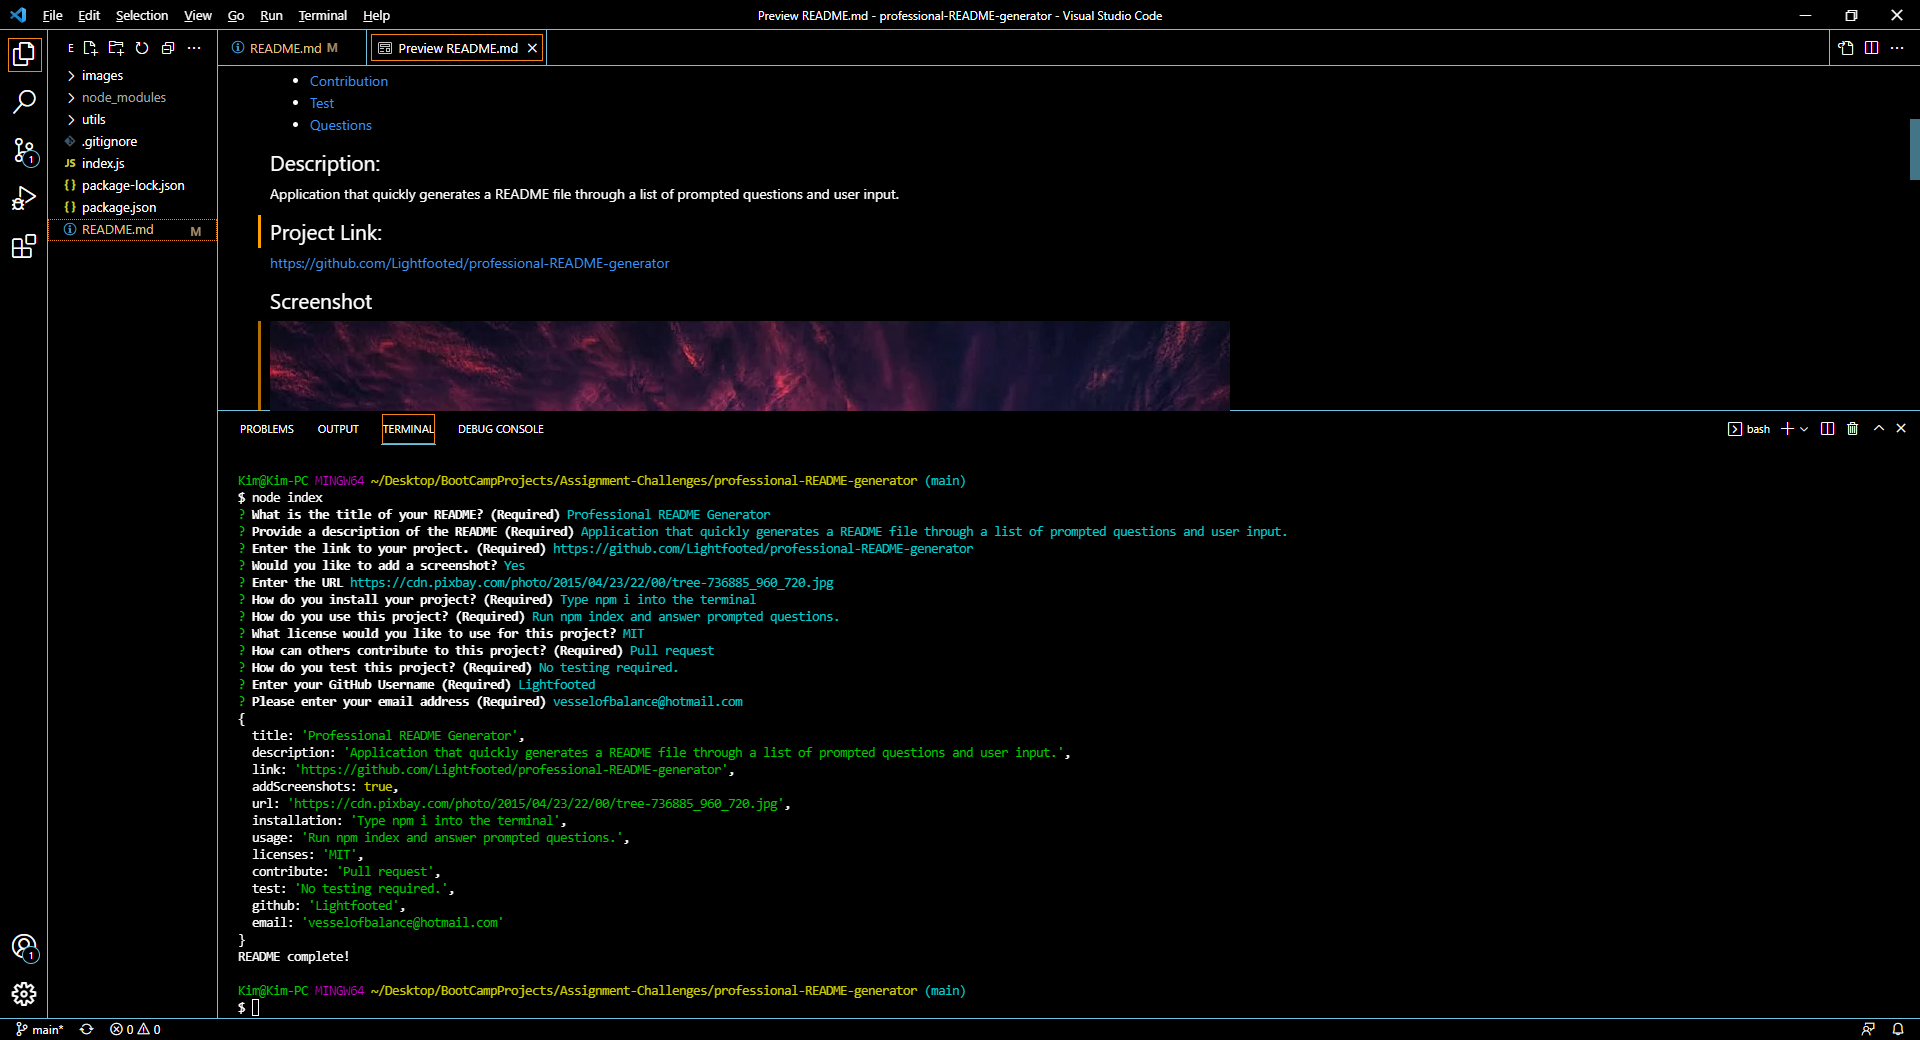 File Edit Selection View Go Run Terminal Help
Preview README.md - professional-README-generator - Visual Studio Code
E
images
node_modules
utils
.gitignore
JS index.js
{} package-lock.json
{} package.json
README.md M
1
1
README.md M
Preview README.md
Contribution
Test
Questions
Description:
Application that quickly generates a README file through a list of prompted questions and user input.
Project Link:
https://github.com/Lightfooted/professional-README-generator
Screenshot
PROBLEMS OUTPUT TERMINAL DEBUG CONSOLE
bash
Kim@Kim-PC MINGW64 ~/Desktop/BootCampProjects/Assignment-Challenges/professional-README-generator (main)
$ node index
? What is the title of your README? (Required) Professional README Generator
? Provide a description of the README (Required) Application that quickly generates a README file through a list of prompted questions and user input.
? Enter the link to your project. (Required) https://github.com/Lightfooted/professional-README-generator
? Would you like to add a screenshot? Yes
? Enter the URL https://cdn.pixbay.com/photo/2015/04/23/22/00/tree-736885_960_720.jpg
? How do you install your project? (Required) Type npm i into the terminal
? How do you use this project? (Required) Run npm index and answer prompted questions.
? What license would you like to use for this project? MIT
? How can others contribute to this project? (Required) Pull request
? How do you test this project? (Required) No testing required.
? Enter your GitHub Username (Required) Lightfooted
? Please enter your email address (Required) vesselofbalance@hotmail.com
{
title: 'Professional README Generator',
description: 'Application that quickly generates a README file through a list of prompted questions and user input.',
link: 'https://github.com/Lightfooted/professional-README-generator',
addScreenshots: true,
url: 'https://cdn.pixbay.com/photo/2015/04/23/22/00/tree-736885_960_720.jpg',
installation: 'Type npm i into the terminal',
usage: 'Run npm index and answer prompted questions.',
licenses: 'MIT',
contribute: 'Pull request',
test: 'No testing required.',
github: 'Lightfooted',
email: 'vesselofbalance@hotmail.com'
}
README complete!
Kim@Kim-PC MINGW64 ~/Desktop/BootCampProjects/Assignment-Challenges/professional-README-generator (main)
$
main* 0 0